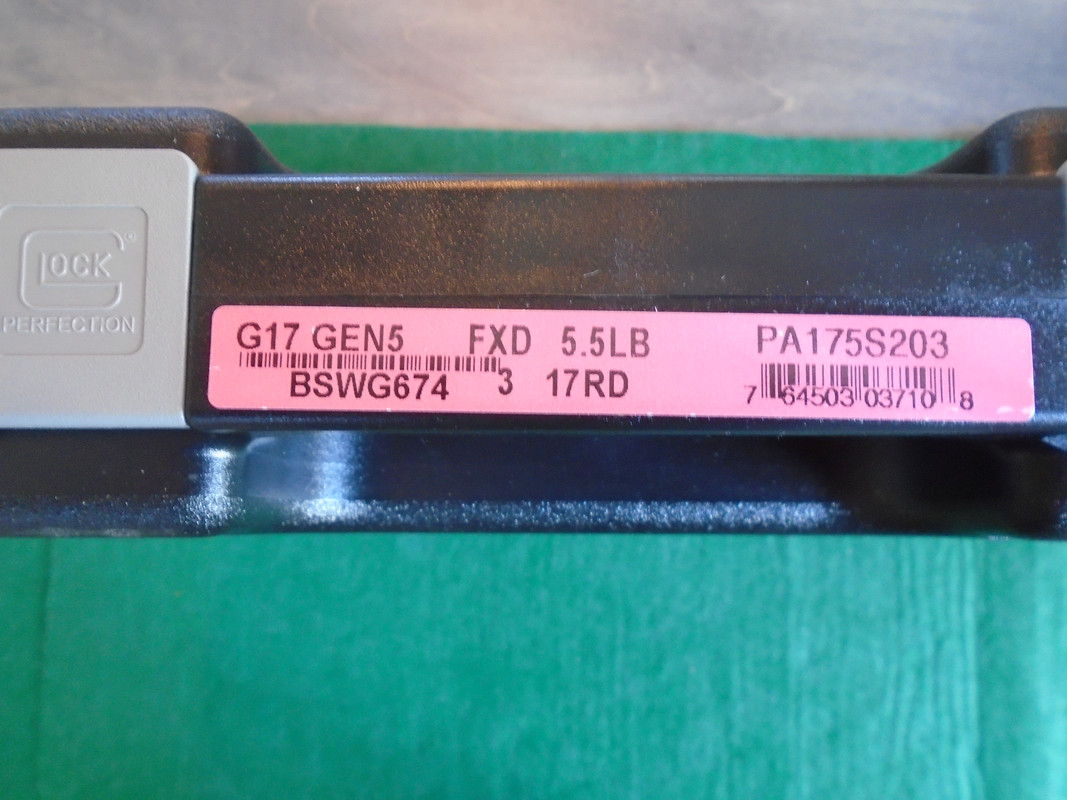 GLOCK
PERFECTION
G17 GEN5 FXD 5.5LB PA175S203
BSWG674 3 17RD
7 64503 03710 8